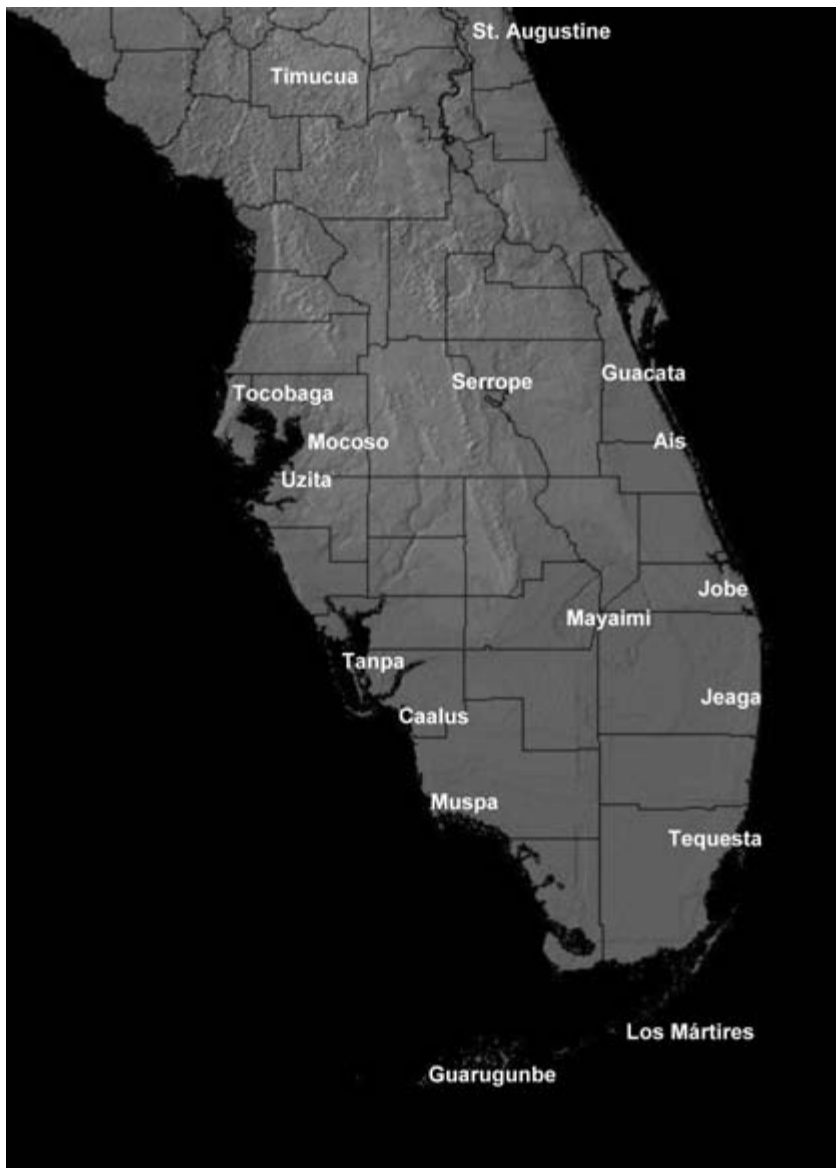 St. Augustine
Timucua
Serrope
Guacata
Tocobaga
Mocoso
Ais
Uzita
Jobe
Mayaimi
Tanpa
Jeaga
Caalus
Muspa
Tequesta
Los Mártires
Guarugunbe